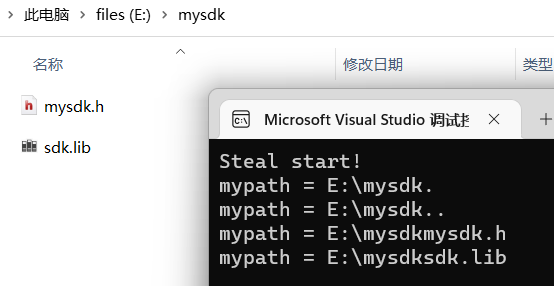 此电脑 > files (E:) > mysdk
名称 修改日期 类型
mysdk.h
sdk.lib
Microsoft Visual Studio 调试控
Steal start!
mypath = E:\mysdk.
mypath = E:\mysdk..
mypath = E:\mysdkmysdk.h
mypath = E:\mysdksdk.lib